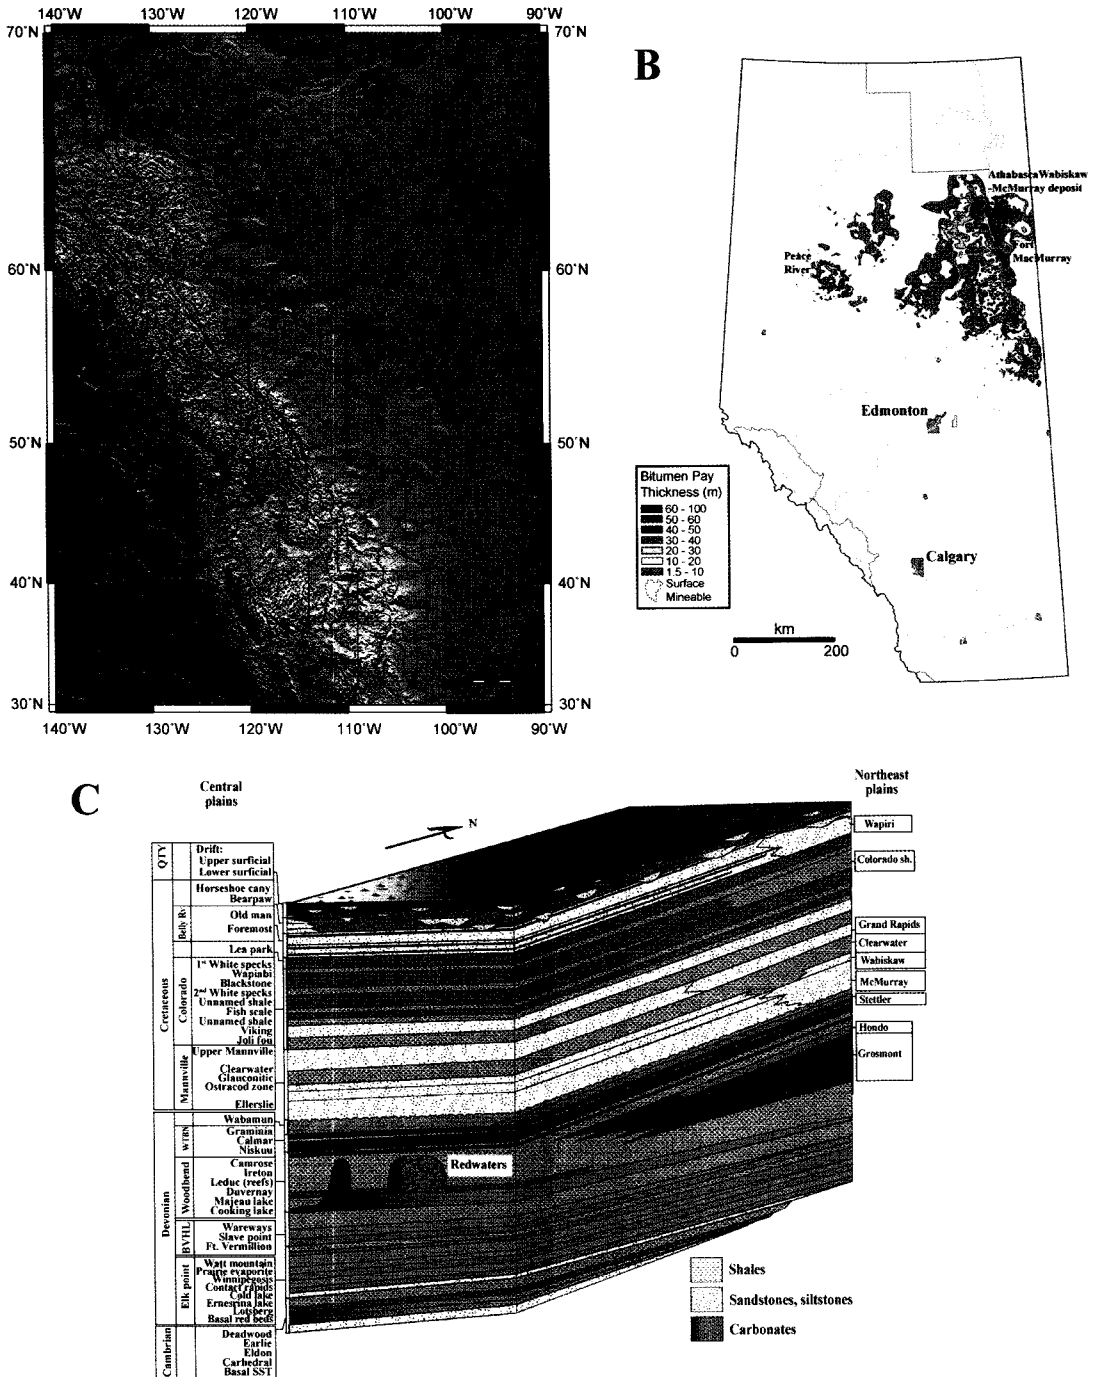 140˚W 130˚W 120˚W 110˚W 100˚W 90˚W
70˚N 70˚N
60˚N 60˚N
50˚N 50˚N
40˚N 40˚N
30˚N 30˚N
140˚W 130˚W 120˚W 110˚W 100˚W 90˚W
B
AthabascaWabiskaw
-McMurray deposit
Fort
MacMurray
Peace
River
Edmonton
Calgary
Bitumen Pay
Thickness (m)
60 - 100
50 - 60
40 - 50
30 - 40
20 - 30
10 - 20
1.5 - 10
Surface
Mineable
km
0 200
C
Central
plains
Northeast
plains
N
QTY
Drift:
Upper surficial
Lower surficial
Cretaceous
Horseshoe cany
Bearpaw
Belly Rv
Old man
Foremost
Lea park
Colorado
1st White specks
Wapiabi
Blackstone
2nd White specks
Unnamed shale
Fish scale
Unnamed shale
Viking
Joli fou
Mannville
Upper Mannville
Clearwater
Glauconitic
Ostracod zone
Ellerslie
Devonian
Wabamun
WTRN
Graminia
Calmar
Niskuu
Woodbend
Camrose
Ireton
Leduc (reefs)
Duvernay
Majeau lake
Cooking lake
BVHL
Wareways
Slave point
Ft. Vermillion
Elk point
Watt mountain
Prairie evaporite
Winnipegosis
Contact rapids
Cold lake
Ernestina lake
Lotsberg
Basal red beds
Cambrian
Deadwood
Earlie
Eldon
Carhedral
Basal SST
Redwaters
Wapiri
Colorado sh.
Grand Rapids
Clearwater
Wabiskaw
McMurray
Stettler
Hondo
Grosmont
Shales
Sandstones, siltstones
Carbonates